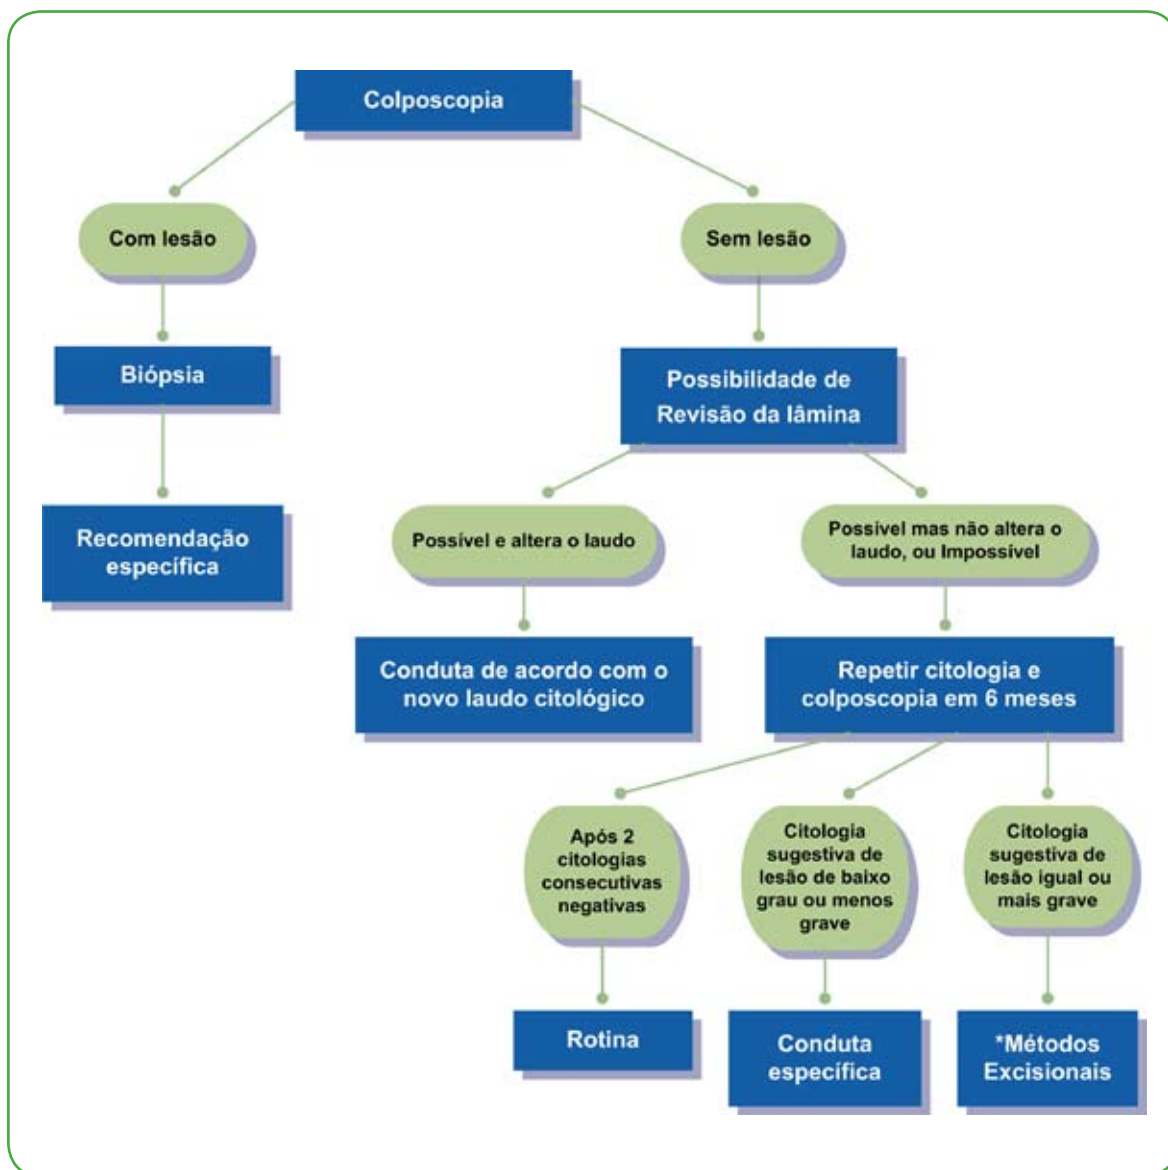 Colposcopia
Com lesão
Sem lesão
Biópsia
Possibilidade de
Revisão da lâmina
Recomendação
específica
Possível e altera o laudo
Possível mas não altera o
laudo, ou Impossível
Conduta de acordo com o
novo laudo citológico
Repetir citologia e
colposcopia em 6 meses
Após 2
citologias
consecutivas
negativas
Citologia
sugestiva de
lesão de baixo
grau ou menos
grave
Citologia
sugestiva de
lesão igual ou
mais grave
Rotina
Conduta
específica
*Métodos
Excisionais